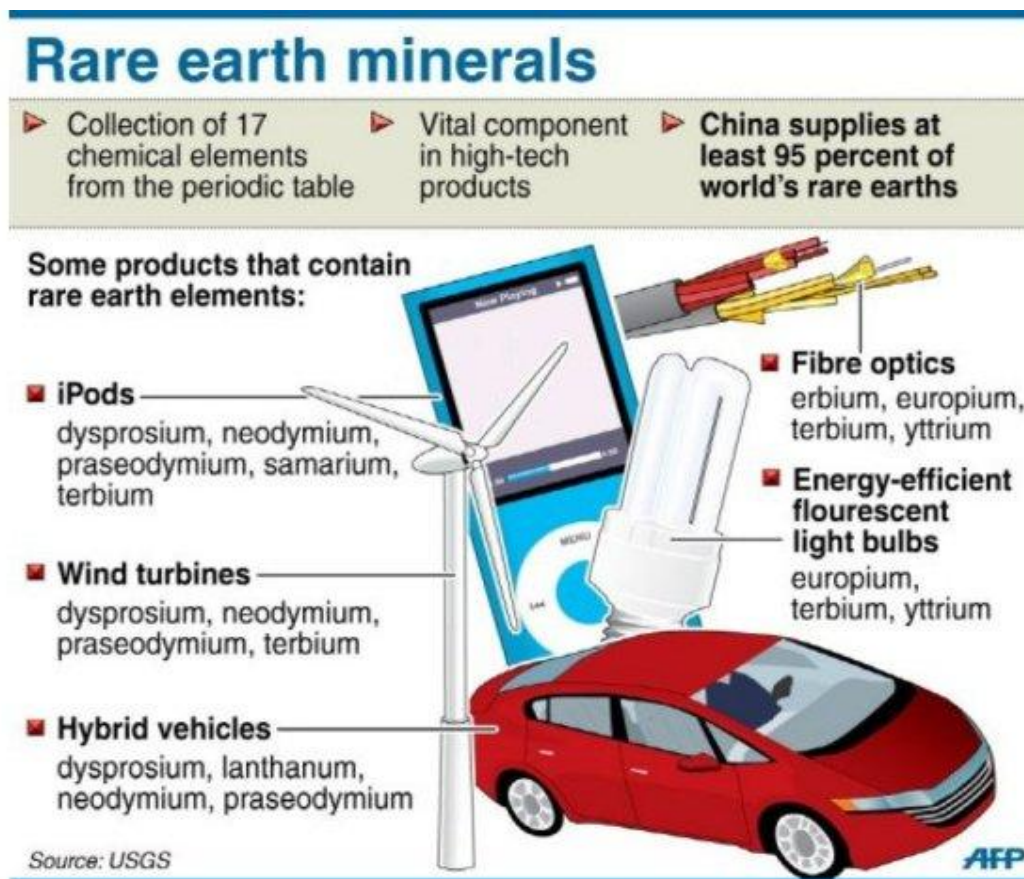 Rare earth minerals
Collection of 17
chemical elements
from the periodic table
Vital component
in high-tech
products
China supplies at
least 95 percent of
world's rare earths
Some products that contain
rare earth elements:
iPods
dysprosium, neodymium,
praseodymium, samarium,
terbium
Wind turbines
dysprosium, neodymium,
praseodymium, terbium
Hybrid vehicles
dysprosium, lanthanum,
neodymium, praseodymium
Now Playing
MENU
Fibre optics
erbium, europium,
terbium, yttrium
Energy-efficient
flourescent
light bulbs
europium,
terbium, yttrium
Source: USGS
AFP